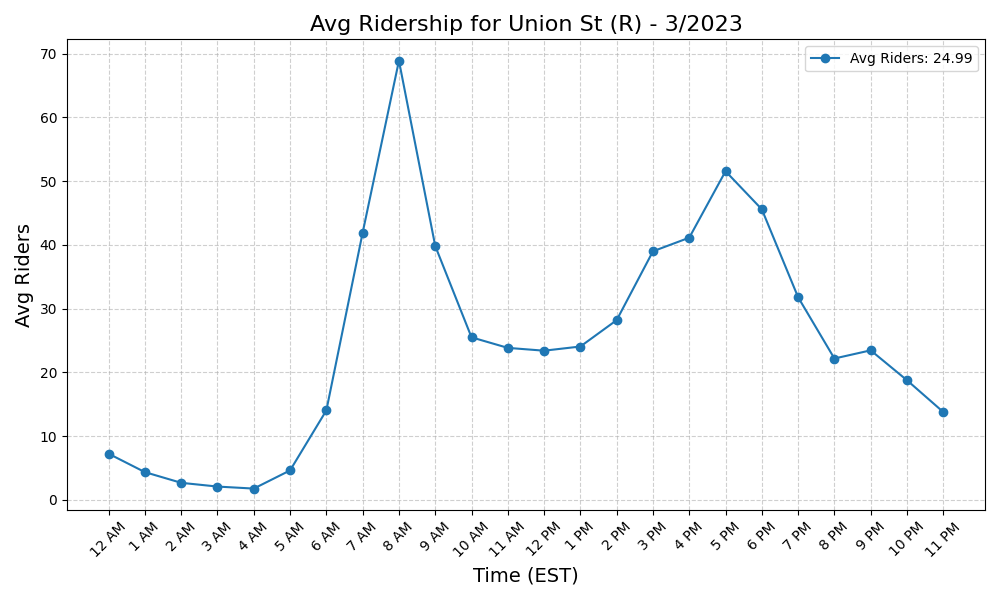 Avg Ridership for Union St (R) - 3/2023
Avg Riders: 24.99
Avg Riders
70
60
50
40
30
20
10
0
12 AM
1 AM
2 AM
3 AM
4 AM
5 AM
6 AM
7 AM
8 AM
9 AM
10 AM
11 AM
12 PM
1 PM
2 PM
3 PM
4 PM
5 PM
6 PM
7 PM
8 PM
9 PM
10 PM
11 PM
Time (EST)